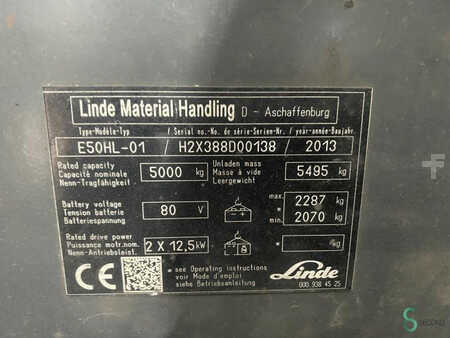 Linde Material Handling D - Aschaffenburg
Type-Modèle-Typ / Serial no.-No. de série-Serien-Nr. / year-année-Baujahr
E50HL-01 / H2X388D00138 / 2013
Rated capacity
Capacité nominale
Nenn-Tragfähigkeit
5000 kg
Unladen mass
Masse à vide
Leergewicht
5495 kg
Battery voltage
Tension batterie
Batteriespannung
80 V
max. 2287 kg
*
min. 2070 kg
Rated drive power
Puissance motr.nom.
Nenn-Antriebsleist.
2 X 12,5 kW
* kg
CE
* see Operating instructions
voir Mode d'emploi
siehe Betriebsanleitung
Linde
000 938 45 25
SECOND